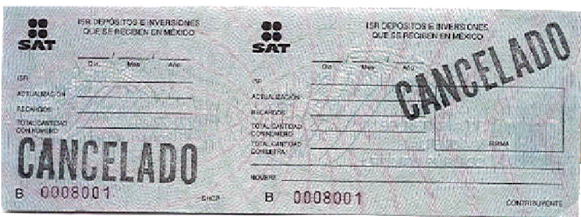 SAT
ISR DEPÓSITOS E INVERSIONES
QUE SE RECIBEN EN MÉXICO
Día Mes Año
ISR
ACTUALIZACIÓN
RECARGOS
TOTAL CANTIDAD
CON NÚMERO
CANCELADO
B 0008001
SHCP
SAT
ISR DEPÓSITOS E INVERSIONES
QUE SE RECIBEN EN MÉXICO
Día Mes Año
CANCELADO
ISR
ACTUALIZACIÓN
RECARGOS
TOTAL CANTIDAD
CON NÚMERO
TOTAL CANTIDAD
CON LETRA
FIRMA
NOMBRE
B 0008001
CONTRIBUYENTE